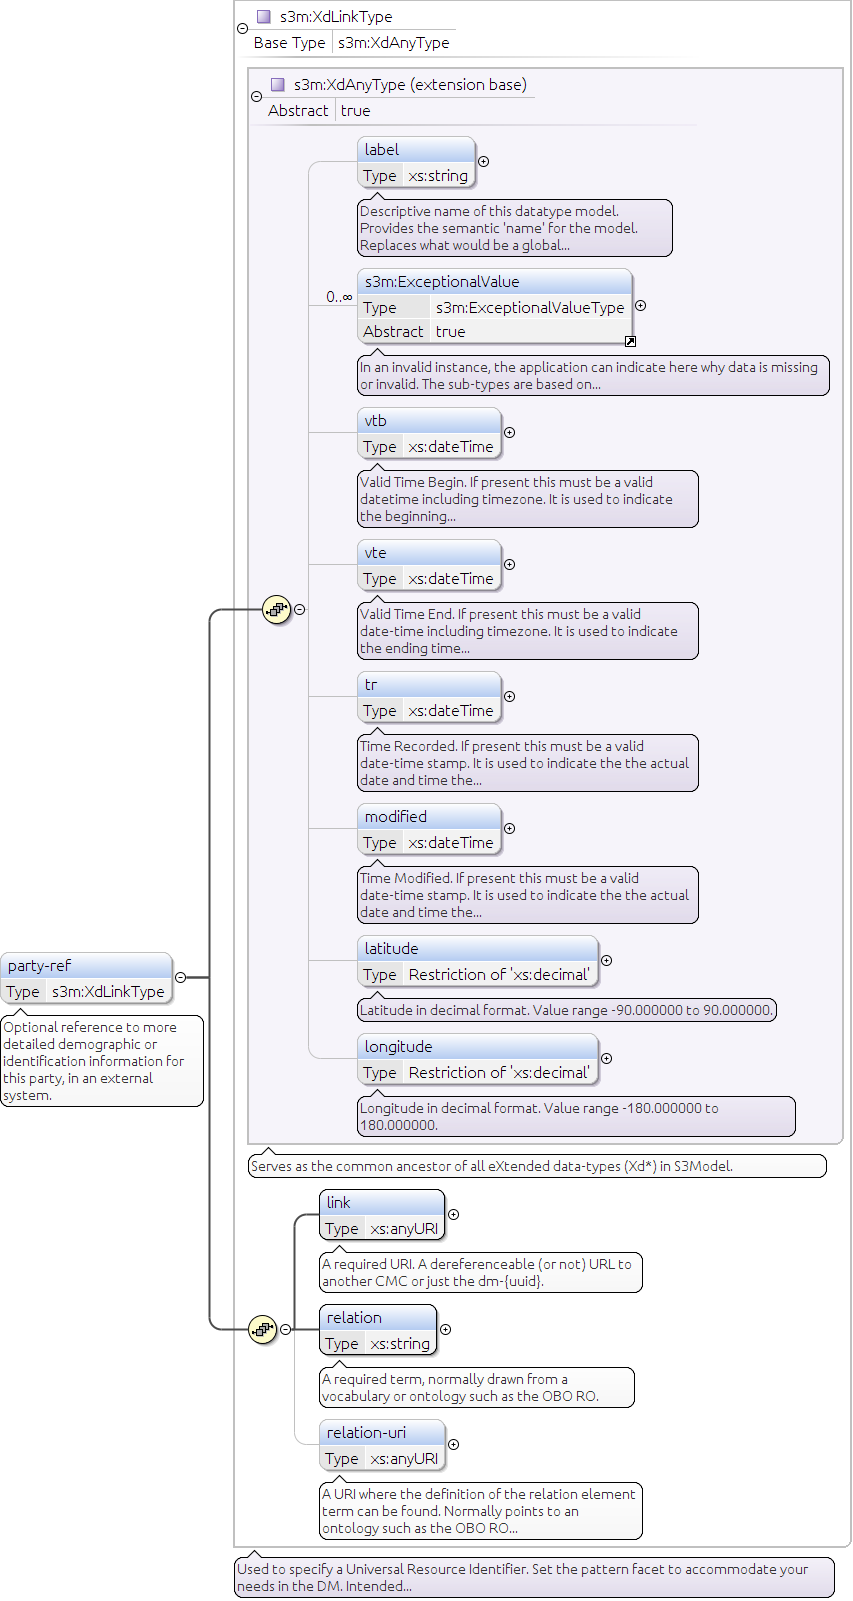 s3m:XdLinkType
Base Type s3m:XdAnyType
s3m:XdAnyType (extension base)
Abstract true
label
Type xs:string
Descriptive name of this datatype model.
Provides the semantic 'name' for the model.
Replaces what would be a global...
0..∞
s3m:ExceptionalValue
Type s3m:ExceptionalValueType
Abstract true
In an invalid instance, the application can indicate here why data is missing
or invalid. The sub-types are based on...
vtb
Type xs:dateTime
Valid Time Begin. If present this must be a valid
datetime including timezone. It is used to indicate
the beginning...
vte
Type xs:dateTime
Valid Time End. If present this must be a valid
date-time including timezone. It is used to indicate
the ending time...
tr
Type xs:dateTime
Time Recorded. If present this must be a valid
date-time stamp. It is used to indicate the the actual
date and time the...
modified
Type xs:dateTime
Time Modified. If present this must be a valid
date-time stamp. It is used to indicate the the actual
date and time the...
latitude
Type Restriction of 'xs:decimal'
Latitude in decimal format. Value range -90.000000 to 90.000000.
longitude
Type Restriction of 'xs:decimal'
Longitude in decimal format. Value range -180.000000 to
180.000000.
party-ref
Type s3m:XdLinkType
Optional reference to more
detailed demographic or
identification information for
this party, in an external
system.
Serves as the common ancestor of all eXtended data-types (Xd*) in S3Model.
link
Type xs:anyURI
A required URI. A dereferenceable (or not) URL to
another CMC or just the dm-{uuid}.
relation
Type xs:string
A required term, normally drawn from a
vocabulary or ontology such as the OBO RO.
relation-uri
Type xs:anyURI
A URI where the definition of the relation element
term can be found. Normally points to an
ontology such as the OBO RO...
Used to specify a Universal Resource Identifier. Set the pattern facet to accommodate your
needs in the DM. Intended...